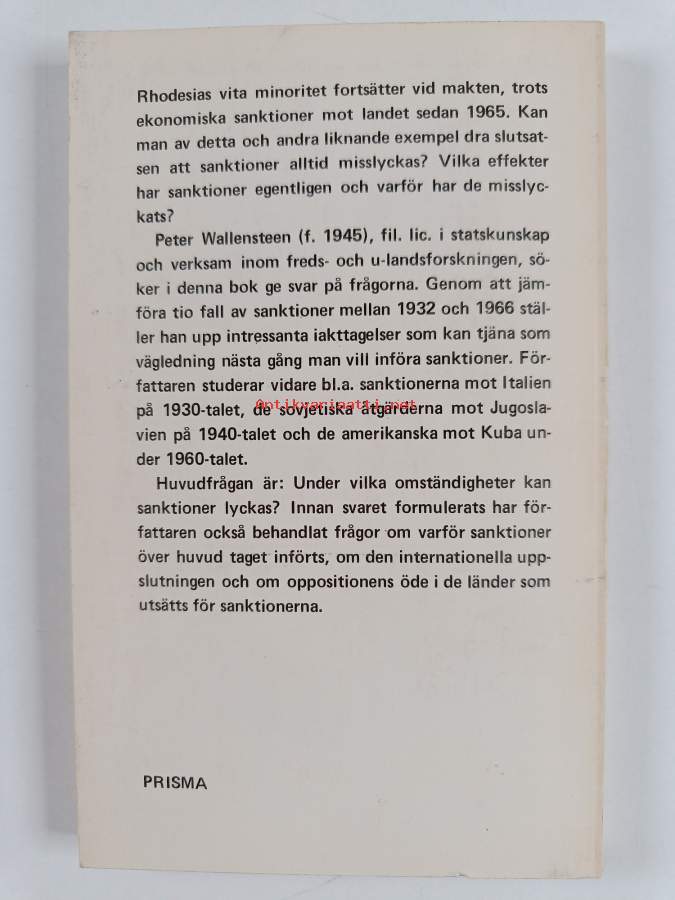 Rhodesias vita minoritet fortsätter vid makten, trots
ekonomiska sanktioner mot landet sedan 1965. Kan
man av detta och andra liknande exempel dra slutsat-
sen att sanktioner alltid misslyckas? Vilka effekter
har sanktioner egentligen och varför har de misslyc-
kats?
Peter Wallensteen (f. 1945), fil. lic. i statskunskap
och verksam inom freds- och u-landsforskningen, sö-
ker i denna bok ge svar på frågorna. Genom att jäm-
föra tio fall av sanktioner mellan 1932 och 1966 stäl-
ler han upp intressanta iakttagelser som kan tjäna som
vägledning nästa gång man vill införa sanktioner. För-
fattaren studerar vidare bl.a. sanktionerna mot Italien
på 1930-talet, de sovjetiska åtgärderna mot Jugosla-
Antikvariaatti.net
vien på 1940-talet och de amerikanska mot Kuba un-
der 1960-talet.
Huvudfrågan är: Under vilka omständigheter kan
sanktioner lyckas? Innan svaret formulerats har för-
fattaren också behandlat frågor om varför sanktioner
över huvud taget införts, om den internationella upp-
slutningen och om oppositionens öde i de länder som
utsätts för sanktionerna.
PRISMA